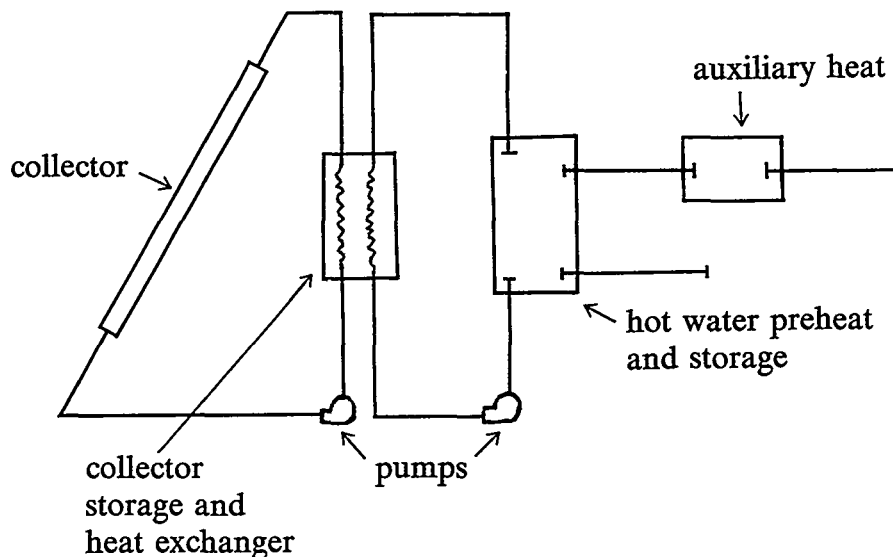 auxiliary heat
collector
hot water preheat
and storage
collector
storage and
heat exchanger
pumps